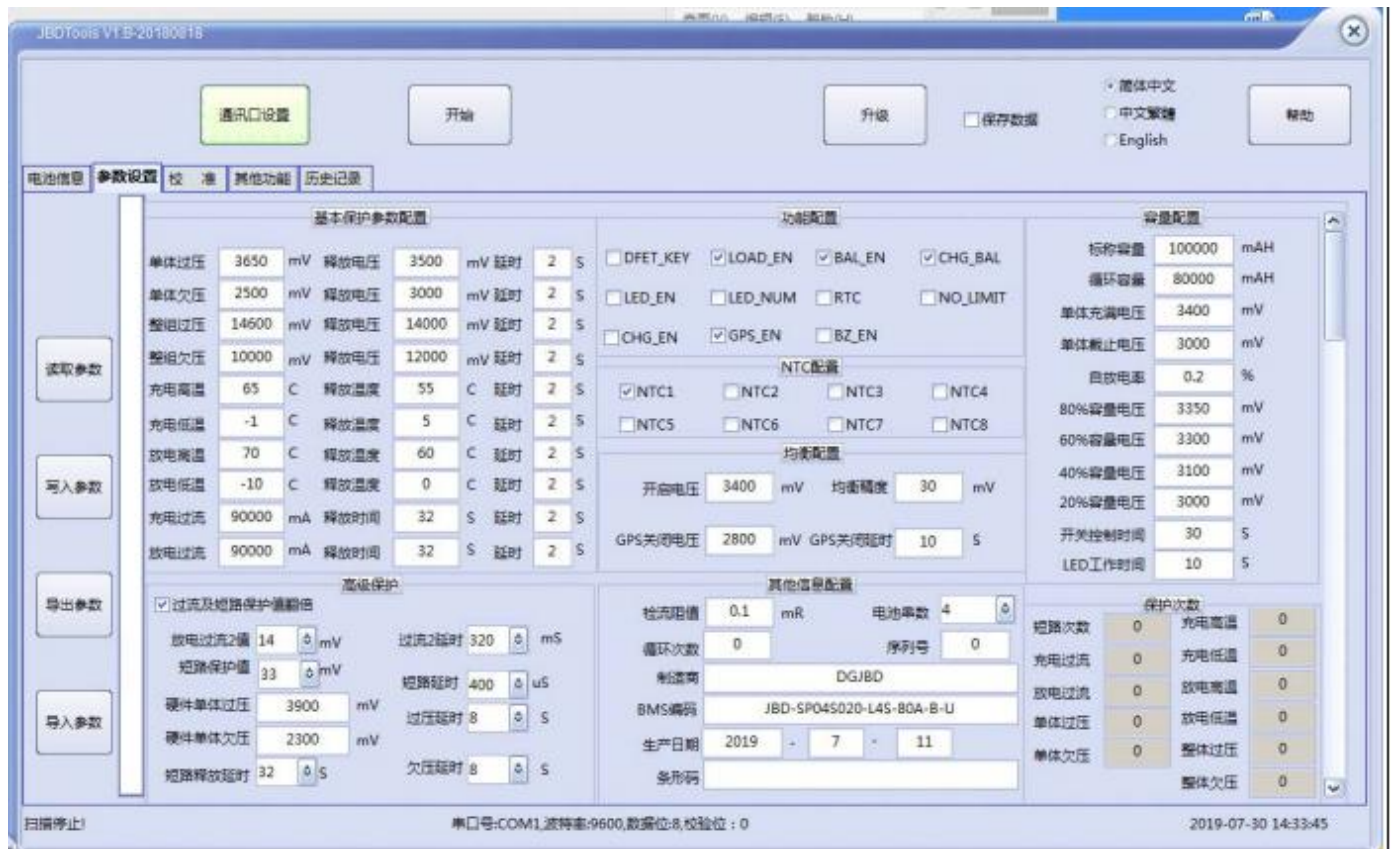 JBDTools V1.B-20180818
通讯口设置 开始 升级 保存数据 简体中文 中文繁體 English 帮助
电池信息 参数设置 校 准 其他功能 历史记录
读取参数
写入参数
导出参数
导入参数
基本保护参数配置
单体过压 3650 mV 释放电压 3500 mV 延时 2 S
单体欠压 2500 mV 释放电压 3000 mV 延时 2 S
整组过压 14600 mV 释放电压 14000 mV 延时 2 S
整组欠压 10000 mV 释放电压 12000 mV 延时 2 S
充电高温 65 C 释放温度 55 C 延时 2 S
充电低温 -1 C 释放温度 5 C 延时 2 S
放电高温 70 C 释放温度 60 C 延时 2 S
放电低温 -10 C 释放温度 0 C 延时 2 S
充电过流 90000 mA 释放时间 32 S 延时 2 S
放电过流 90000 mA 释放时间 32 S 延时 2 S
高级保护
过流及短路保护值翻倍
放电过流2值 14 mV 过流2延时 320 mS
短路保护值 33 mV 短路延时 400 uS
硬件单体过压 3900 mV 过压延时 8 S
硬件单体欠压 2300 mV
短路释放延时 32 S 欠压延时 8 S
功能配置
DFET_KEY LOAD_EN BAL_EN CHG_BAL
LED_EN LED_NUM RTC NO_LIMIT
CHG_EN GPS_EN BZ_EN
NTC配置
NTC1 NTC2 NTC3 NTC4
NTC5 NTC6 NTC7 NTC8
均衡配置
开启电压 3400 mV 均衡精度 30 mV
GPS关闭电压 2800 mV GPS关闭延时 10 S
其他信息配置
检流阻值 0.1 mR 电池串数 4
循环次数 0 序列号 0
制造商 DGJBD
BMS编码 JBD-SP04S020-L4S-80A-B-U
生产日期 2019 - 7 - 11
条形码
容量配置
标称容量 100000 mAH
循环容量 80000 mAH
单体充满电压 3400 mV
单体截止电压 3000 mV
自放电率 0.2 %
80%容量电压 3350 mV
60%容量电压 3300 mV
40%容量电压 3100 mV
20%容量电压 3000 mV
开关控制时间 30 S
LED工作时间 10 S
保护次数
短路次数 0 充电高温 0
充电过流 0 充电低温 0
放电过流 0 放电高温 0
单体过压 0 放电低温 0
单体欠压 0 整体过压 0
整体欠压 0
扫描停止! 串口号:COM1,波特率:9600,数据位:8,校验位：0 2019-07-30 14:33:45